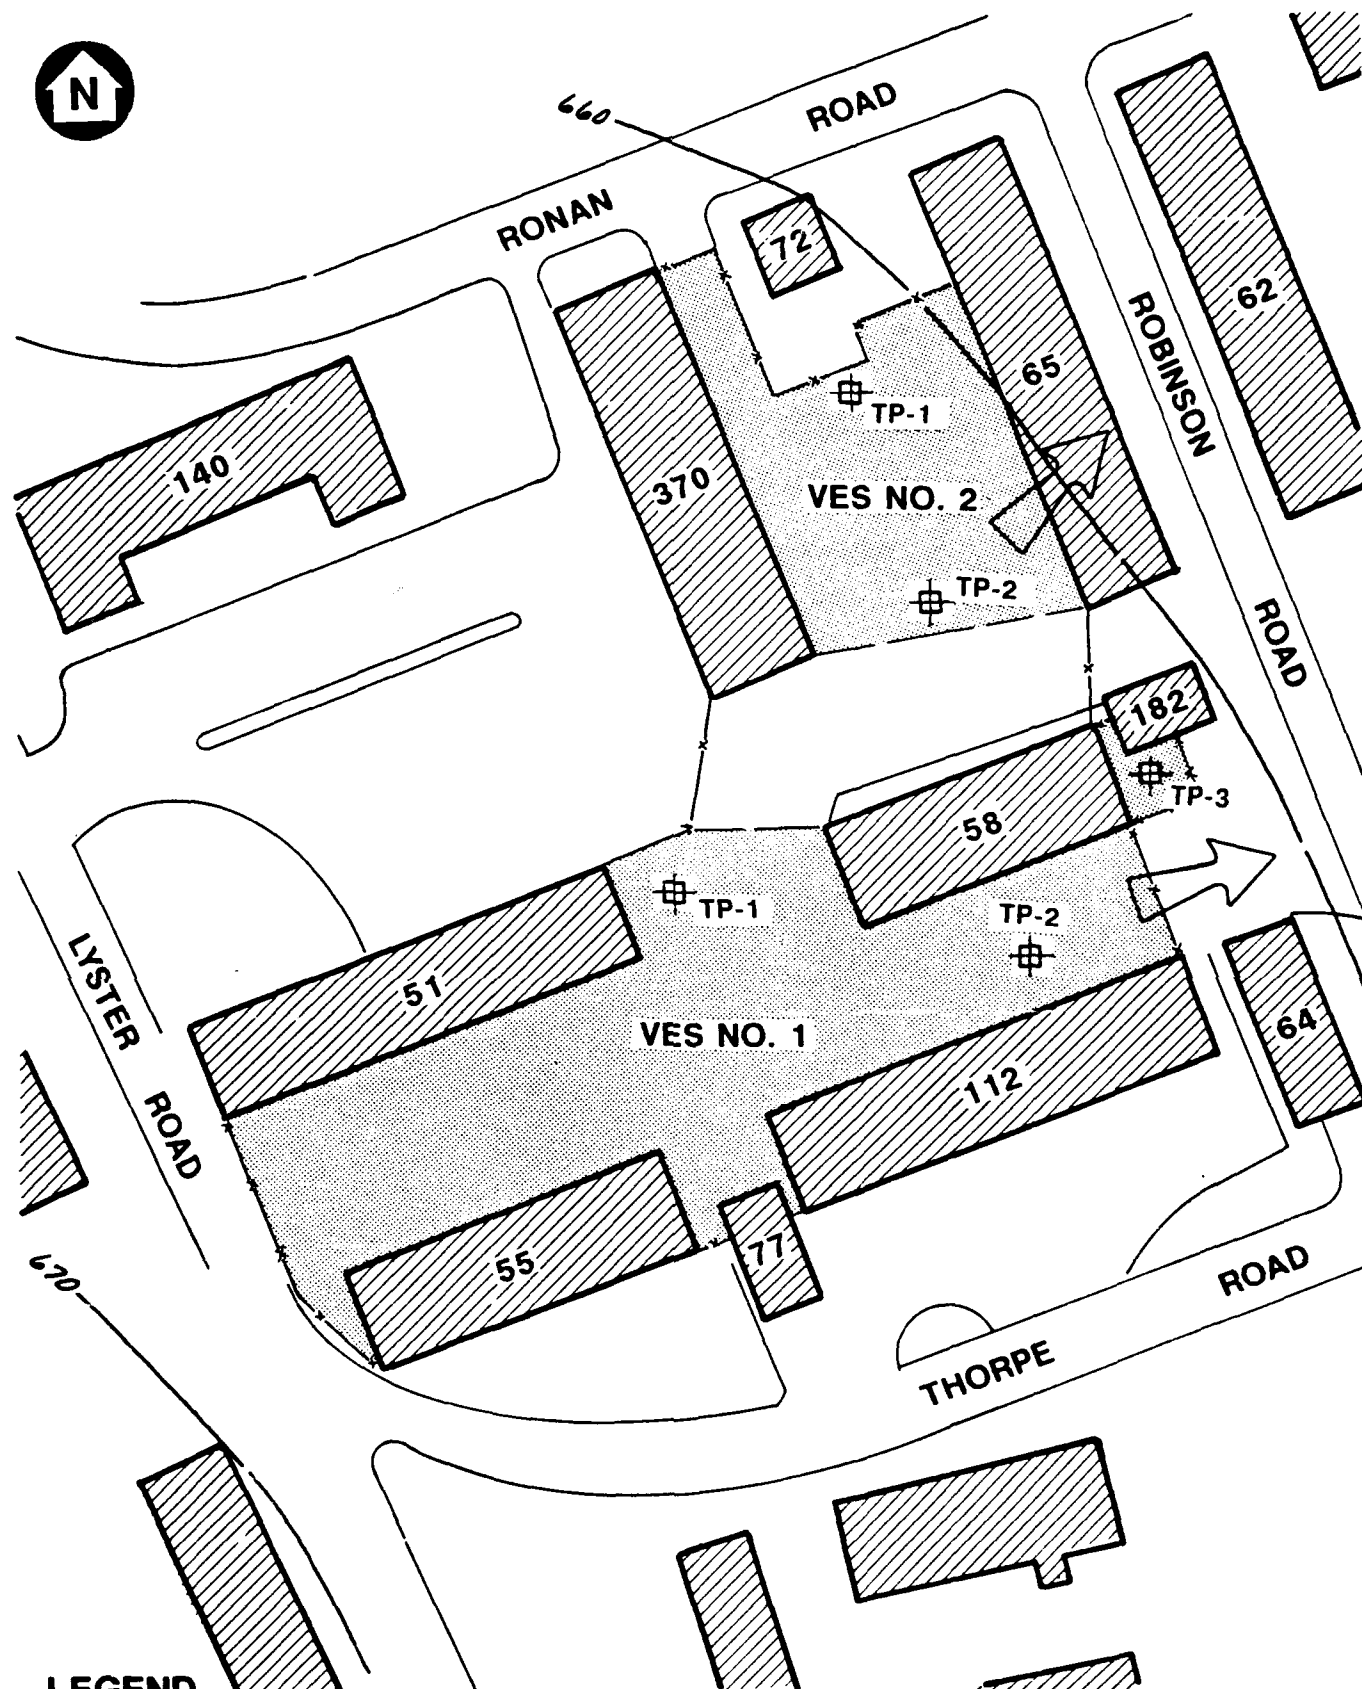 N
660
ROAD
RONAN
72
62
ROBINSON
65
TP-1
140
370
VES NO. 2
TP-2
ROAD
182
TP-3
58
TP-1
TP-2
LYSTER
51
VES NO. 1
64
112
ROAD
77
55
670
ROAD
THORPE
LEGEND